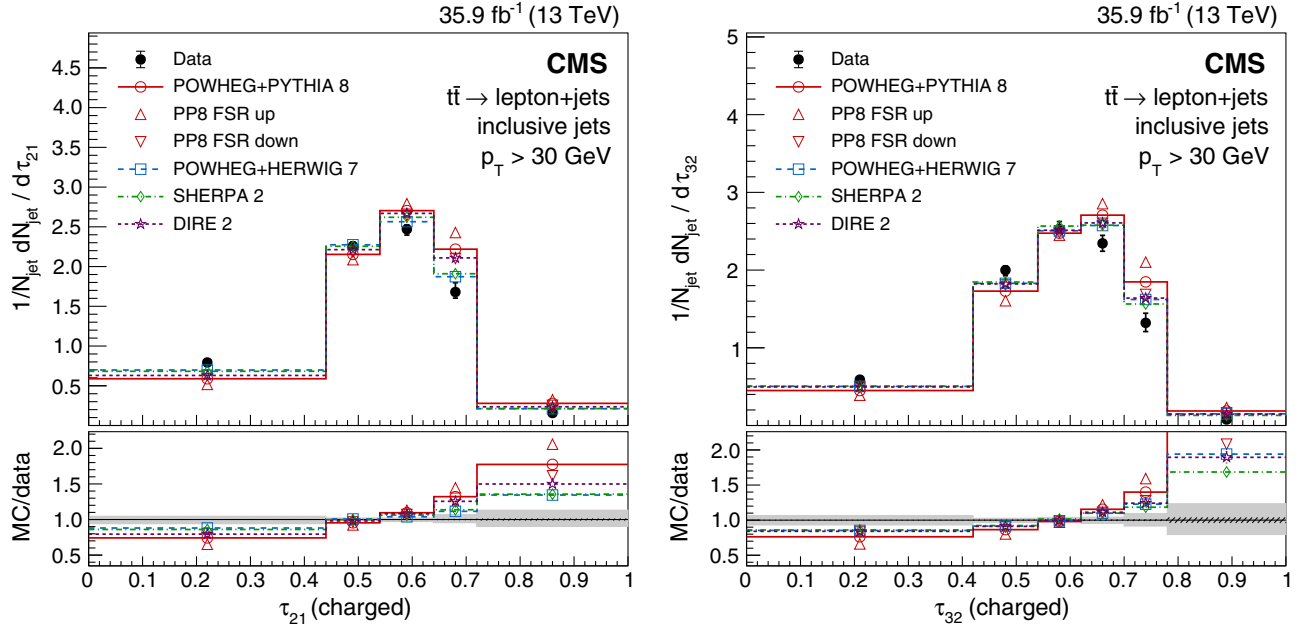 35.9 fb⁻¹ (13 TeV)
CMS
tt̄ → lepton+jets
inclusive jets
p_T > 30 GeV
Data
POWHEG+PYTHIA 8
PP8 FSR up
PP8 FSR down
POWHEG+HERWIG 7
SHERPA 2
DIRE 2
1/N_jet dN_jet / dτ_21
4.5
4.0
3.5
3.0
2.5
2.0
1.5
1.0
0.5
MC/data
2.0
1.5
1.0
0.5
0 0.1 0.2 0.3 0.4 0.5 0.6 0.7 0.8 0.9 1
τ_21 (charged)
35.9 fb⁻¹ (13 TeV)
CMS
tt̄ → lepton+jets
inclusive jets
p_T > 30 GeV
Data
POWHEG+PYTHIA 8
PP8 FSR up
PP8 FSR down
POWHEG+HERWIG 7
SHERPA 2
DIRE 2
1/N_jet dN_jet / dτ_32
5
4
3
2
1
MC/data
2.0
1.5
1.0
0.5
0 0.1 0.2 0.3 0.4 0.5 0.6 0.7 0.8 0.9 1
τ_32 (charged)